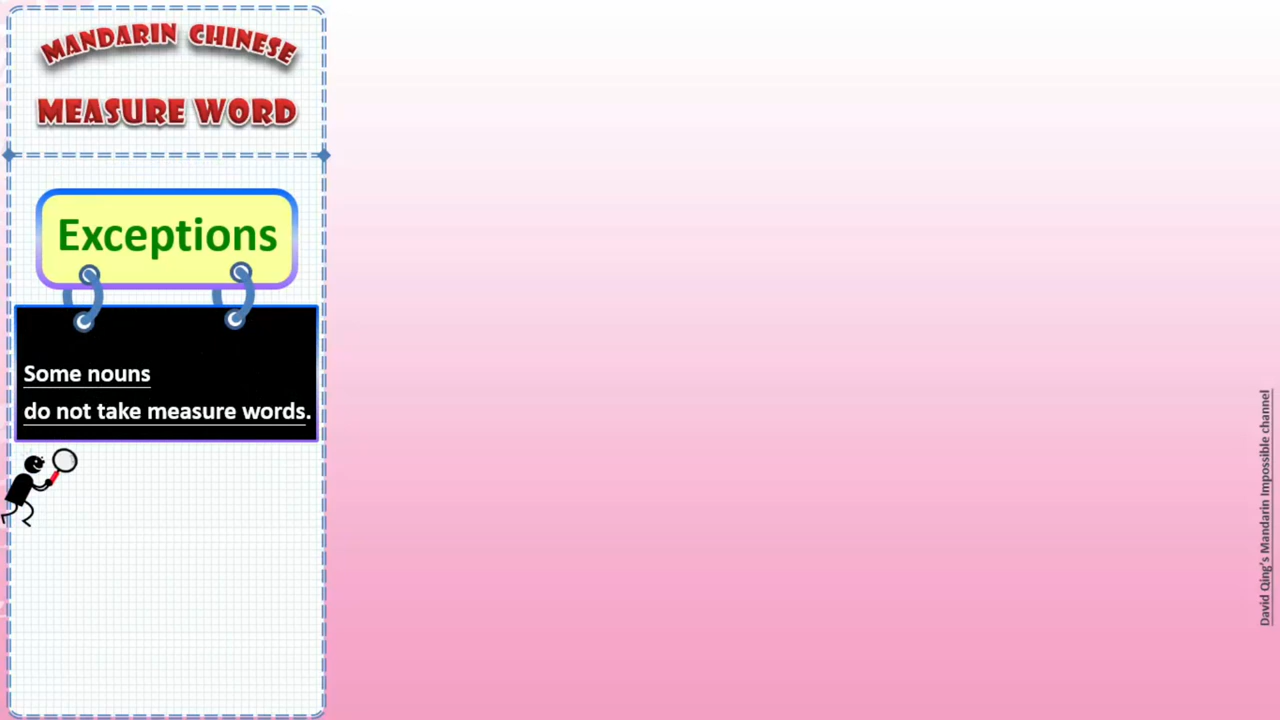 MANDARIN CHINESE
MEASURE WORD
Exceptions
Some nouns
do not take measure words.
David Qing's Mandarin Impossible channel